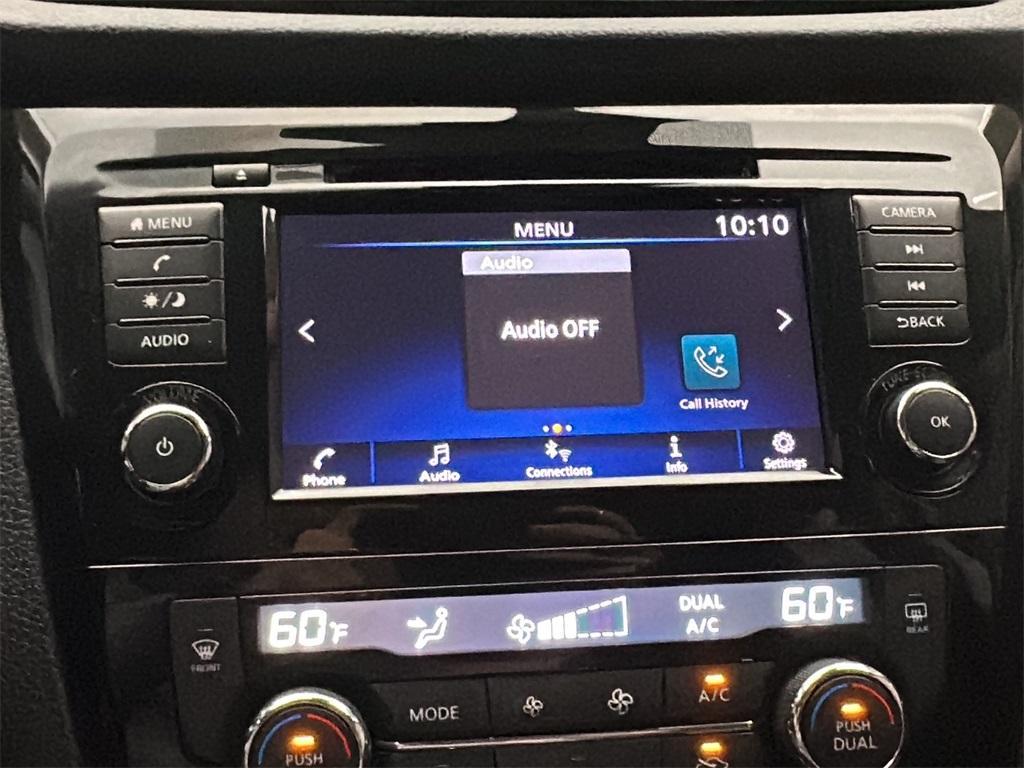 MENU
MENU
10:10
CAMERA
Audio
Audio OFF
AUDIO
BACK
Call History
VOLUME
OK
Phone
Audio
Connections
Info
Settings
60°F
DUAL
A/C
60°F
FRONT
REAR
MODE
A/C
PUSH
PUSH
DUAL